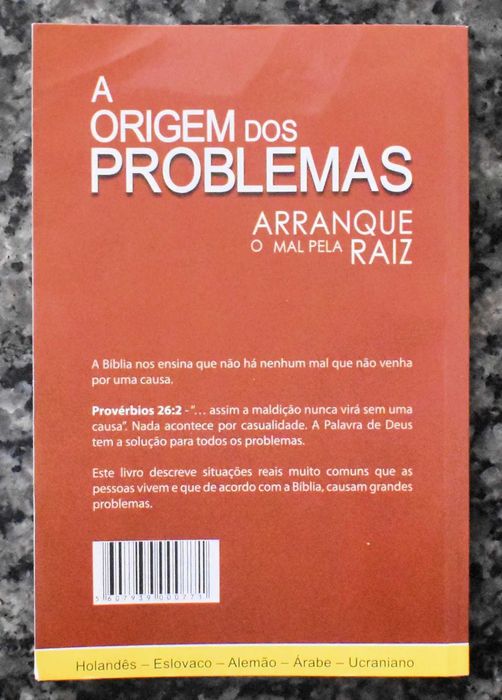 A
ORIGEM DOS
PROBLEMAS
ARRANQUE
O MAL PELA RAIZ
A Bíblia nos ensina que não há nenhum mal que não venha
por uma causa.
Provérbios 26:2 - "... assim a maldição nunca virá sem uma
causa". Nada acontece por casualidade. A Palavra de Deus
tem a solução para todos os problemas.
Este livro descreve situações reais muito comuns que as
pessoas vivem e que de acordo com a Bíblia, causam grandes
problemas.
5 607939 000771
Holandês – Eslovaco – Alemão – Árabe – Ucraniano